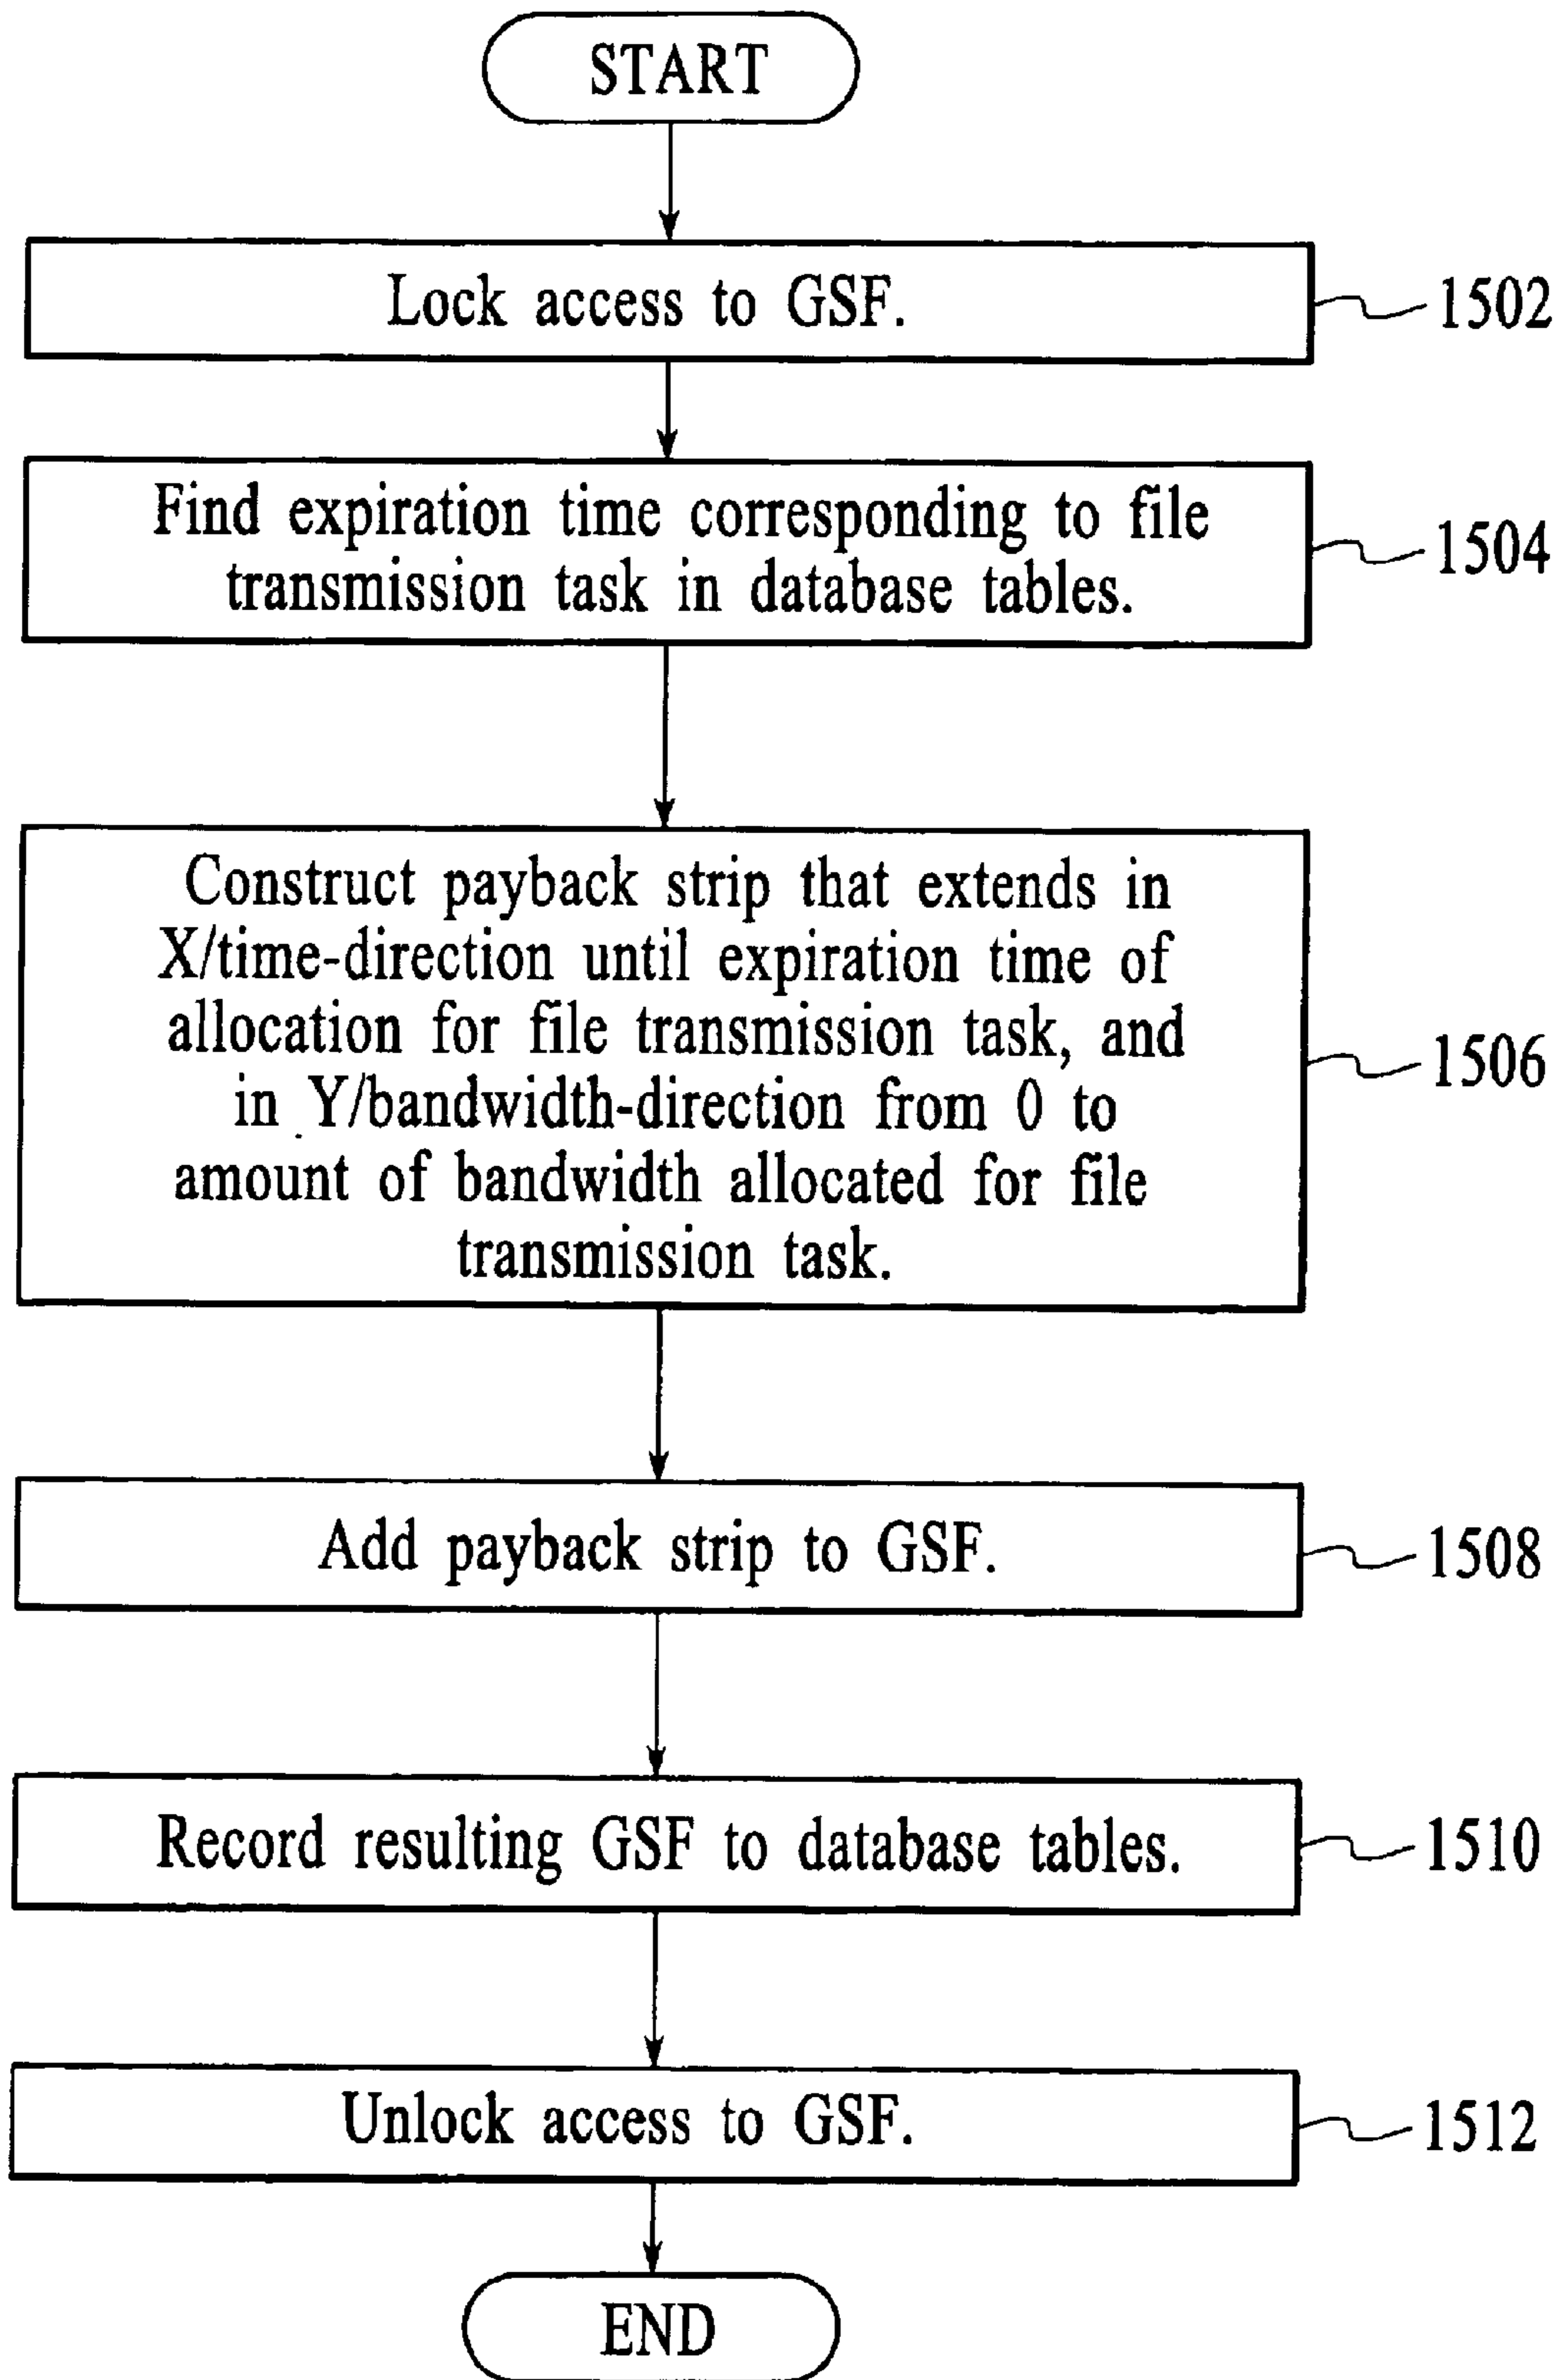 START
Lock access to GSF.
1502
Find expiration time corresponding to file
transmission task in database tables.
1504
Construct payback strip that extends in
X/time-direction until expiration time of
allocation for file transmission task, and
in Y/bandwidth-direction from 0 to
amount of bandwidth allocated for file
transmission task.
1506
Add payback strip to GSF.
1508
Record resulting GSF to database tables.
1510
Unlock access to GSF.
1512
END